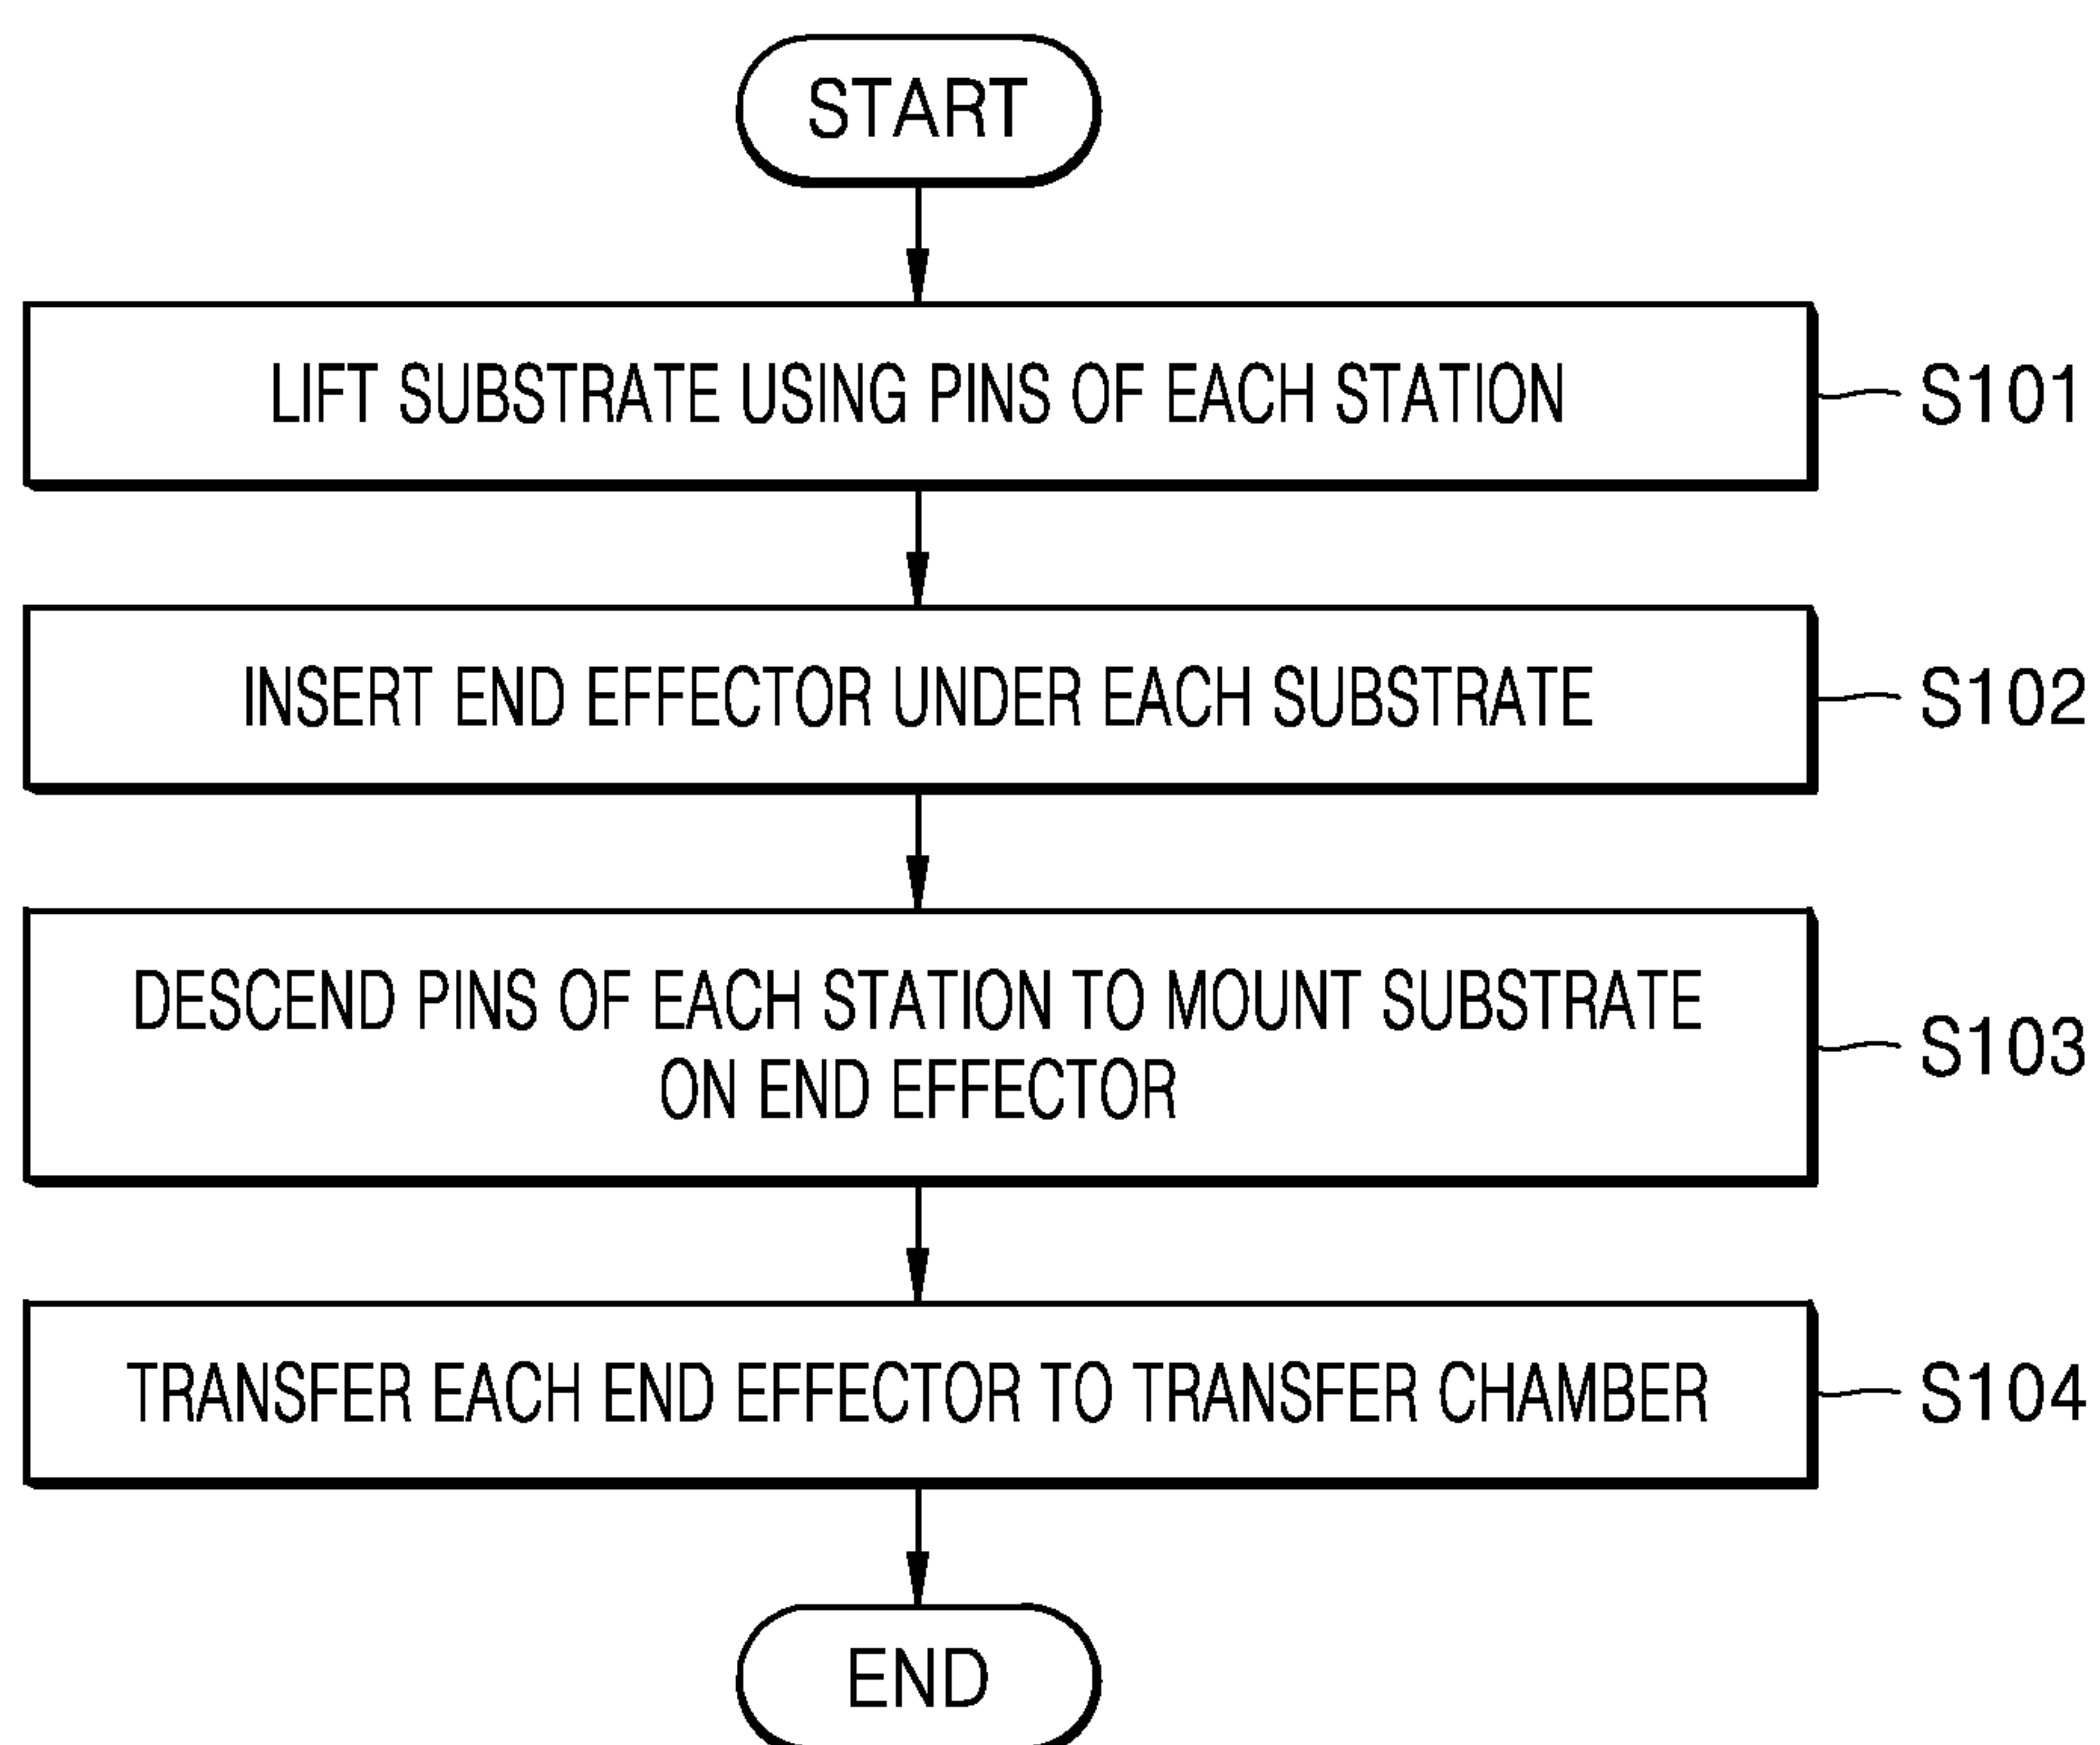 START
LIFT SUBSTRATE USING PINS OF EACH STATION
S101
INSERT END EFFECTOR UNDER EACH SUBSTRATE
S102
DESCEND PINS OF EACH STATION TO MOUNT SUBSTRATE
ON END EFFECTOR
S103
TRANSFER EACH END EFFECTOR TO TRANSFER CHAMBER
S104
END